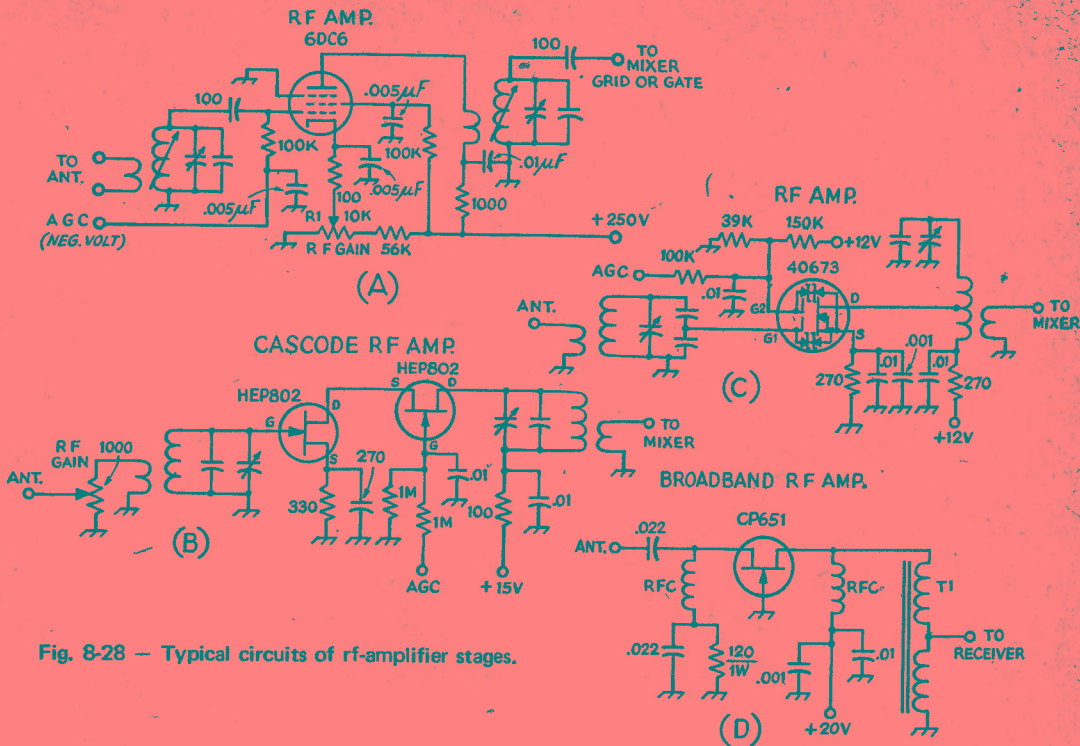 RF AMP.
6DC6
100
TO
MIXER
GRID OR GATE
100
.005µF
100K
100K
.01µF
TO
ANT.
.005µF
.005µF
100
1000
AGC
(NEG. VOLT)
R1
10K
RF GAIN
56K
+250V
(A)
RF AMP.
39K
150K
+12V
100K
AGC
40673
.01
G2
D
ANT.
G1
S
TO
MIXER
.01
.001
.01
270
270
(C)
+12V
CASCODE RF AMP.
HEP802
HEP802
S
D
D
G
G
S
RF
GAIN
1000
TO
MIXER
ANT.
270
.01
330
1M
1M
100
.01
(B)
AGC
+15V
BROADBAND RF AMP.
CP651
.022
ANT.
RFC
RFC
T1
TO
RECEIVER
.022
120
1W
.001
.01
(D)
+20V
Fig. 8-28 — Typical circuits of rf-amplifier stages.